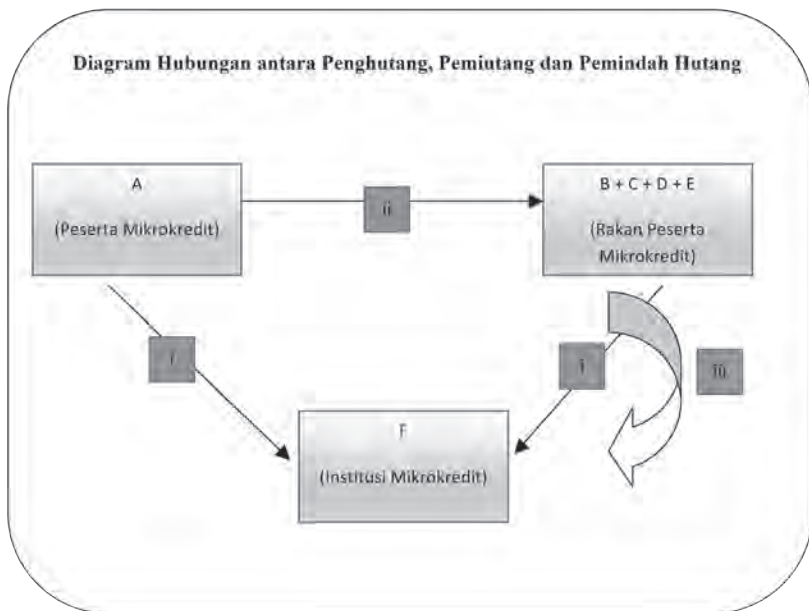 Diagram Hubungan antara Penghutang, Pemiutang dan Pemindah Hutang
A
(Peserta Mikrokredit)
ii
B + C + D + E
(Rakan Peserta
Mikrokredit)
i
i
iii
F
(Institusi Mikrokredit)